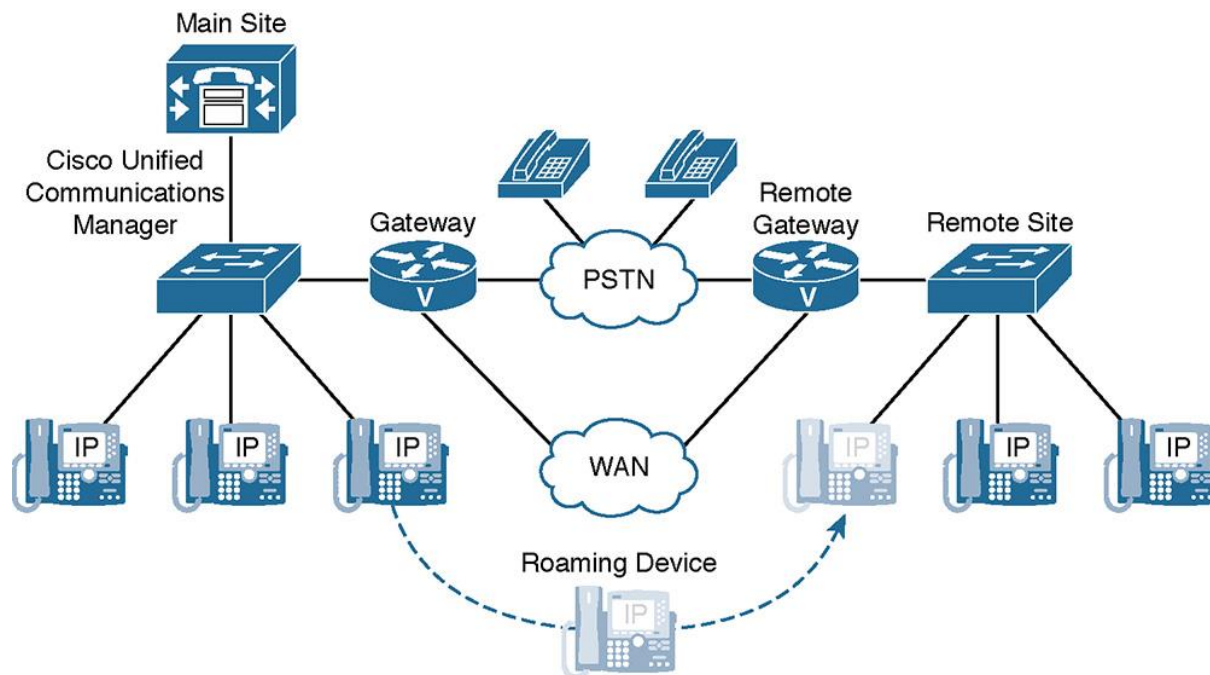 Main Site
Cisco Unified
Communications
Manager
Gateway
PSTN
Remote
Gateway
Remote Site
V
V
IP
IP
IP
WAN
IP
IP
IP
Roaming Device
IP